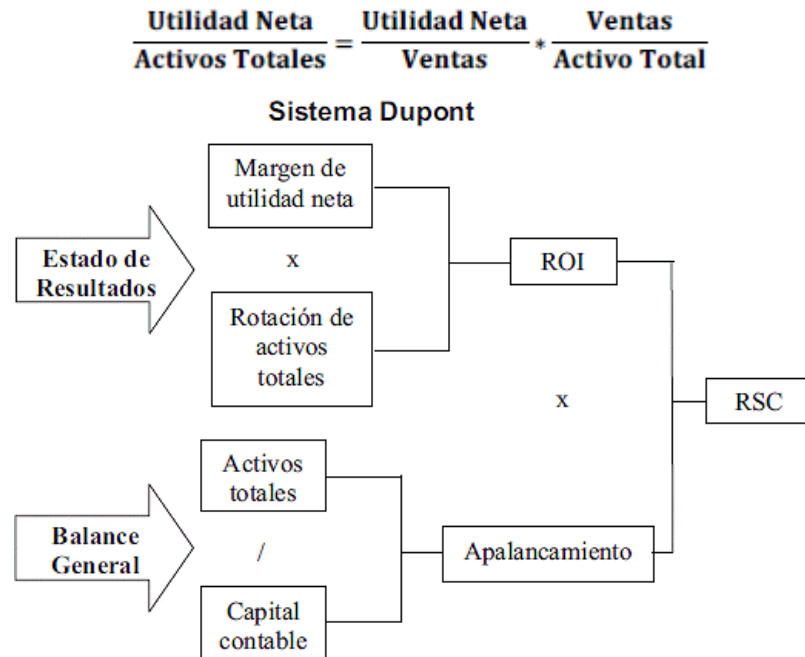 Utilidad Neta / Activos Totales = Utilidad Neta / Ventas * Ventas / Activo Total
Sistema Dupont
Margen de
utilidad neta
Estado de
Resultados
x
ROI
Rotación de
activos
totales
x
RSC
Activos
totales
Balance
General
/
Apalancamiento
Capital
contable